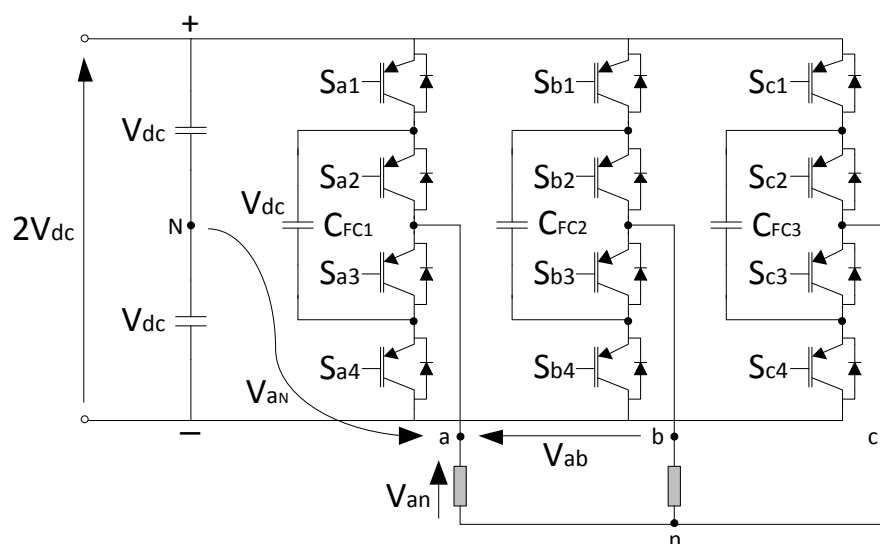 +
Sa1 Sb1 Sc1
Vdc
Sa2 Sb2 Sc2
Vdc
2Vdc N CFC1 CFC2 CFC3
Sa3 Sb3 Sc3
Vdc
Sa4 Sb4 Sc4
VaN
− a b c
Vab
Van
n